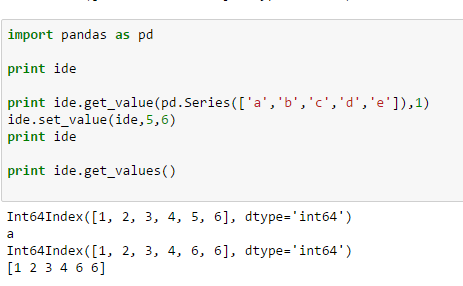 import pandas as pd
print ide
print ide.get_value(pd.Series(['a','b','c','d','e']),1)
ide.set_value(ide,5,6)
print ide
print ide.get_values()
Int64Index([1, 2, 3, 4, 5, 6], dtype='int64')
a
Int64Index([1, 2, 3, 4, 6, 6], dtype='int64')
[1 2 3 4 6 6]